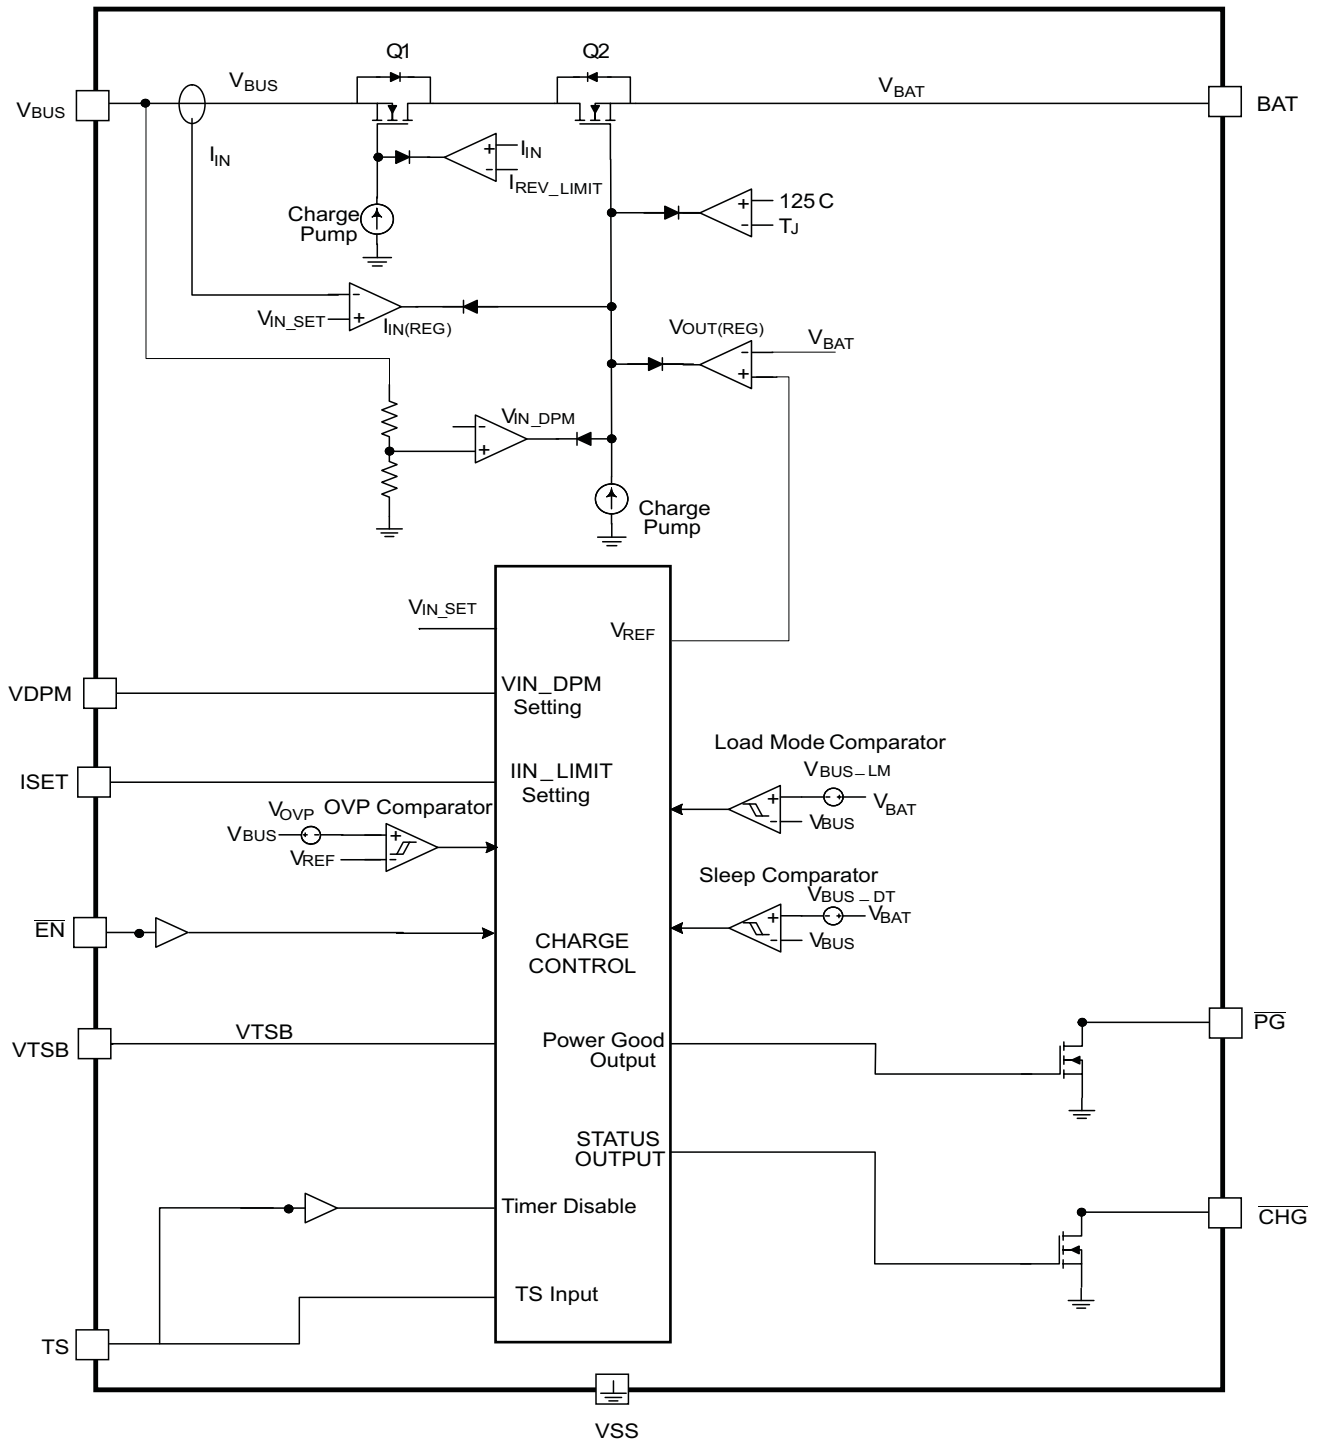 Q1
Q2
VBUS
VBUS
VBAT
BAT
IIN
+
-
IIN
IREV_LIMIT
+
-
125 C
TJ
Charge
Pump
-
+
VIN_SET
IIN(REG)
VOUT(REG)
-
+
VBAT
VIN_DPM
-
+
Charge
Pump
VIN_SET
VREF
VDPM
VIN_DPM
Setting
ISET
IIN_LIMIT
Setting
Load Mode Comparator
VBUS_LM
VBAT
+
-
VBUS
VOVP
OVP Comparator
VBUS
VREF
+
-
Sleep Comparator
VBUS_DT
VBAT
+
-
VBUS
EN
CHARGE
CONTROL
VTSB
VTSB
Power Good
Output
PG
STATUS
OUTPUT
Timer Disable
CHG
TS Input
TS
VSS